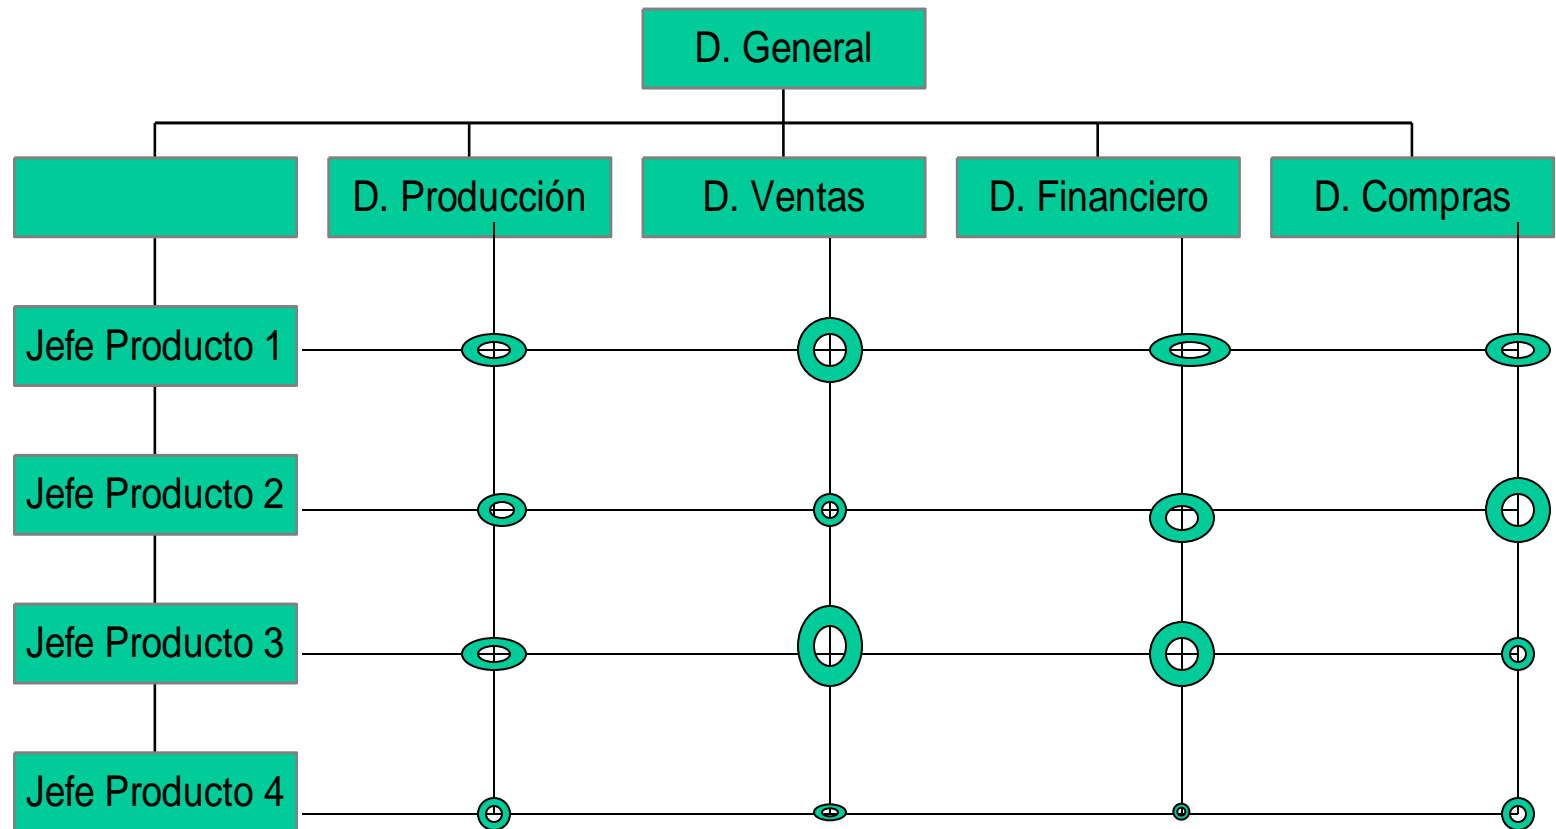 D. General
D. Producción
D. Ventas
D. Financiero
D. Compras
Jefe Producto 1
Jefe Producto 2
Jefe Producto 3
Jefe Producto 4